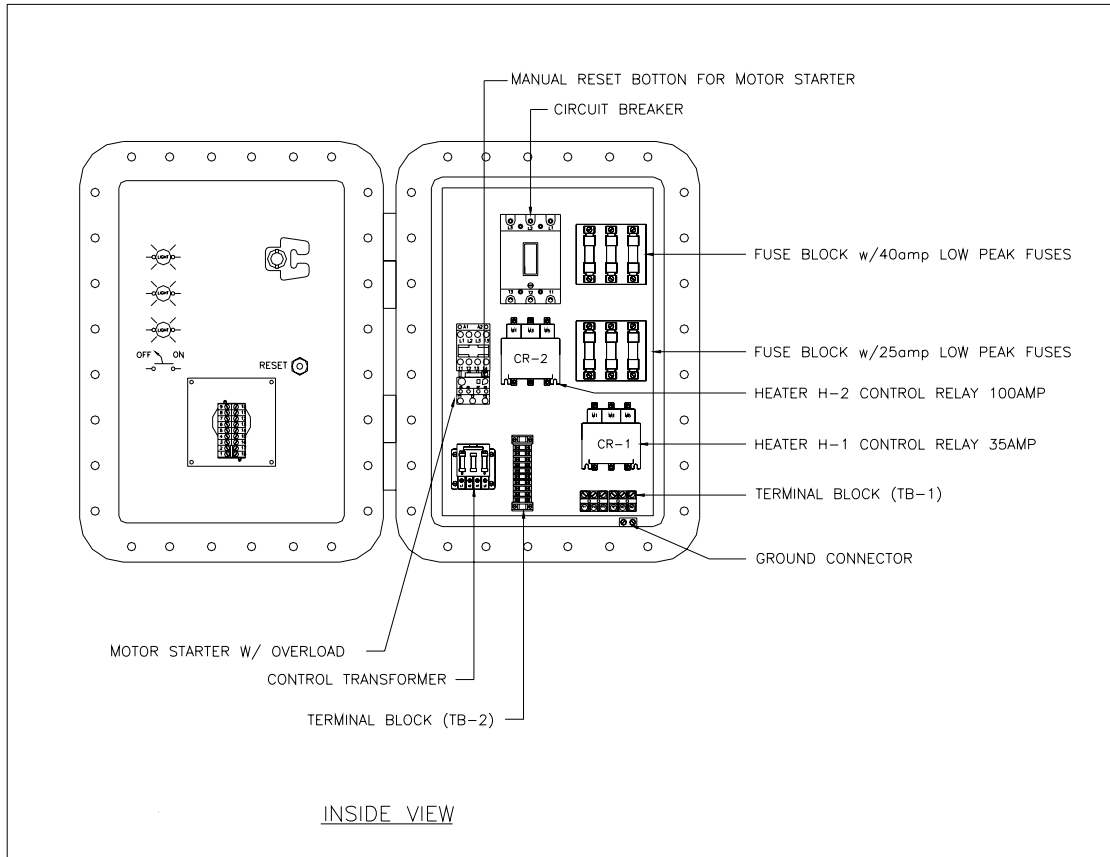 MANUAL RESET BOTTON FOR MOTOR STARTER
CIRCUIT BREAKER
FUSE BLOCK w/40amp LOW PEAK FUSES
LIGHT
LIGHT
LIGHT
OFF ON
RESET
A1 A2
CR-2
FUSE BLOCK w/25amp LOW PEAK FUSES
HEATER H-2 CONTROL RELAY 100AMP
CR-1
HEATER H-1 CONTROL RELAY 35AMP
TERMINAL BLOCK (TB-1)
GROUND CONNECTOR
MOTOR STARTER W/ OVERLOAD
CONTROL TRANSFORMER
TERMINAL BLOCK (TB-2)
INSIDE VIEW